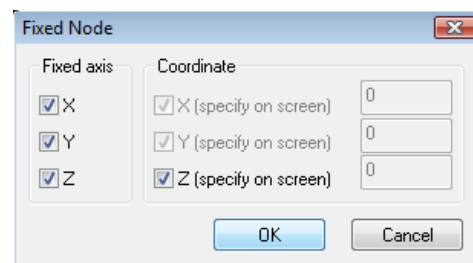 Fixed Node
Fixed axis
X
Y
Z
Coordinate
X (specify on screen)
0
Y (specify on screen)
0
Z (specify on screen)
0
OK
Cancel